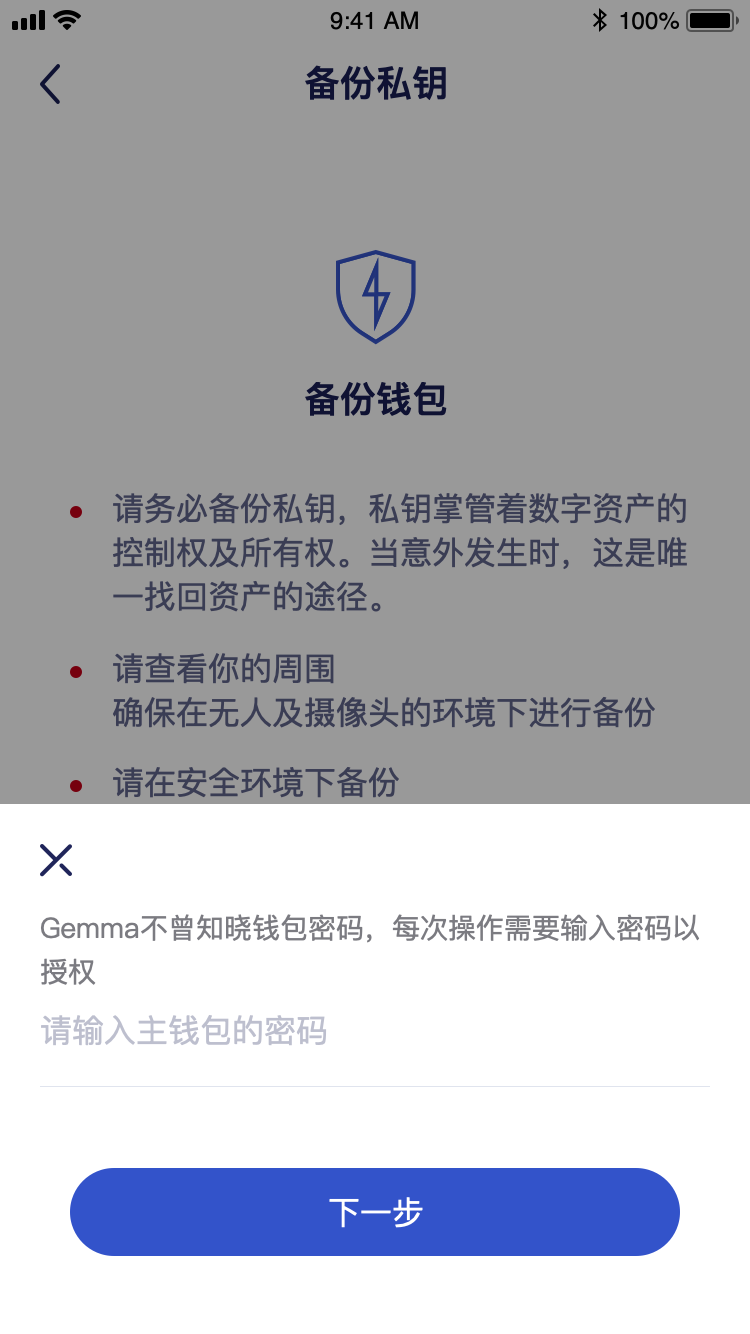 9:41 AM
100%
备份私钥
备份钱包
请务必备份私钥，私钥掌管着数字资产的
控制权及所有权。当意外发生时，这是唯
一找回资产的途径。
请查看你的周围
确保在无人及摄像头的环境下进行备份
请在安全环境下备份
Gemma不曾知晓钱包密码，每次操作需要输入密码以
授权
请输入主钱包的密码
下一步